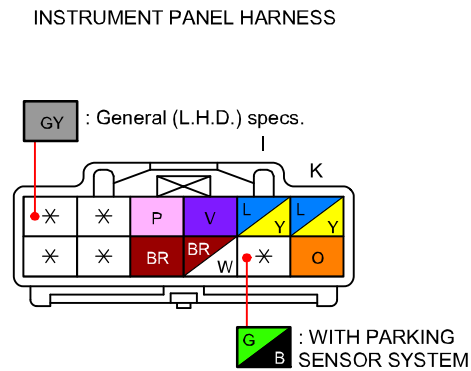 INSTRUMENT PANEL HARNESS
GY : General (L.H.D.) specs.
I
K
* * P V L Y L Y
* * BR BR W * O
G B : WITH PARKING
SENSOR SYSTEM